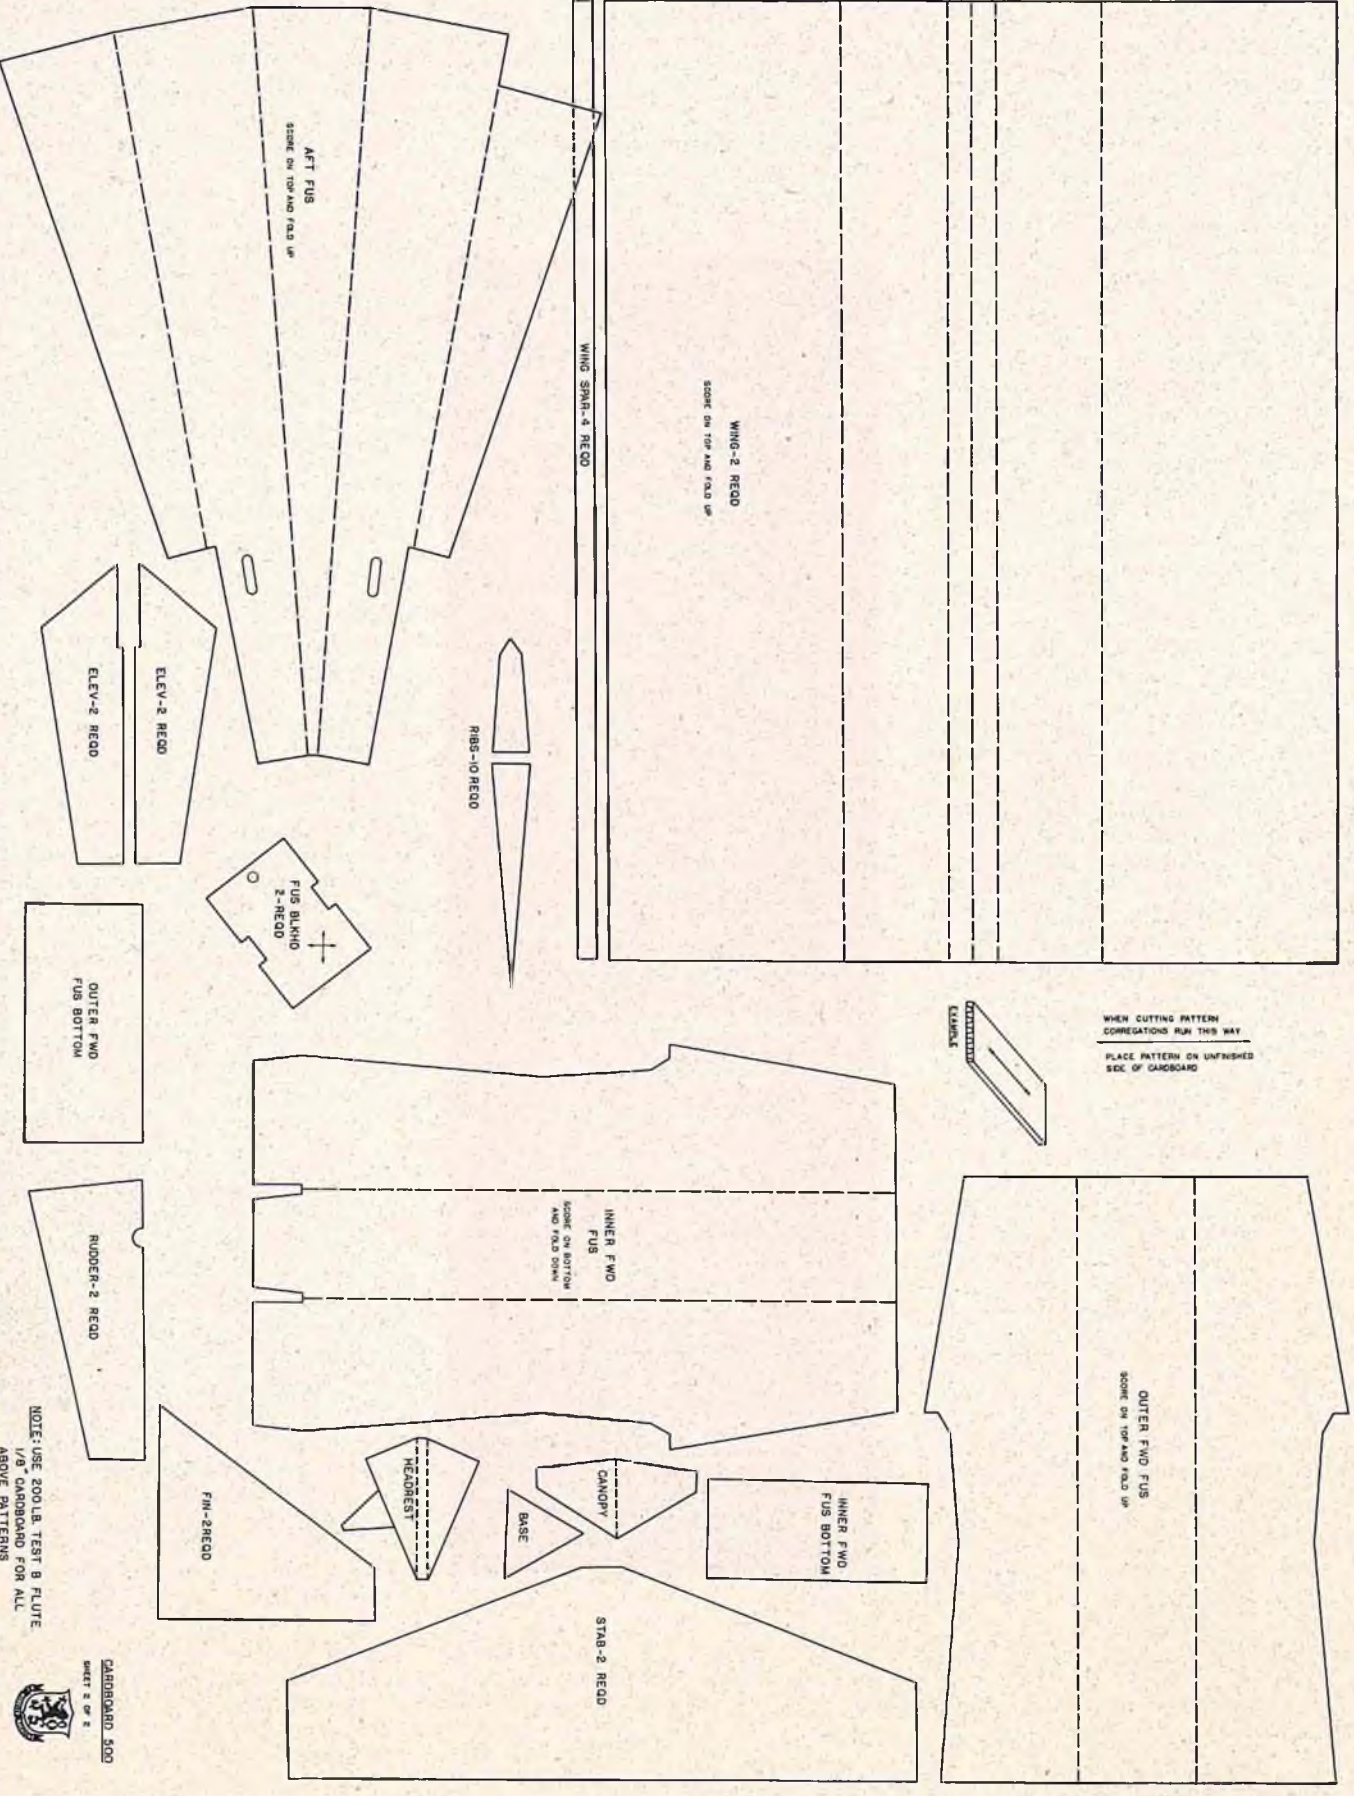 AFT FUS
SCORE ON TOP AND FOLD UP
WING SPAR-4 REQD
WING-2 REQD
SCORE ON TOP AND FOLD UP
ELEV-2 REQD
ELEV-2 REQD
RIBS-10 REQD
FUS BLKHD
2-REQD
OUTER FWD
FUS BOTTOM
EXAMPLE
WHEN CUTTING PATTERN
CORREGATIONS RUN THIS WAY
PLACE PATTERN ON UNFINISHED
SIDE OF CARDBOARD
INNER FWD
FUS
SCORE ON BOTTOM
AND FOLD DOWN
OUTER FWD FUS
SCORE ON TOP AND FOLD UP
RUDDER-2 REQD
FIN-2REQD
HEADREST
BASE
CANOPY
INNER FWD
FUS BOTTOM
STAB-2 REQD
NOTE: USE 200 LB. TEST B FLUTE
1/8" CARDBOARD FOR ALL
ABOVE PATTERNS
CARDBOARD 500
SHEET 2 OF 2